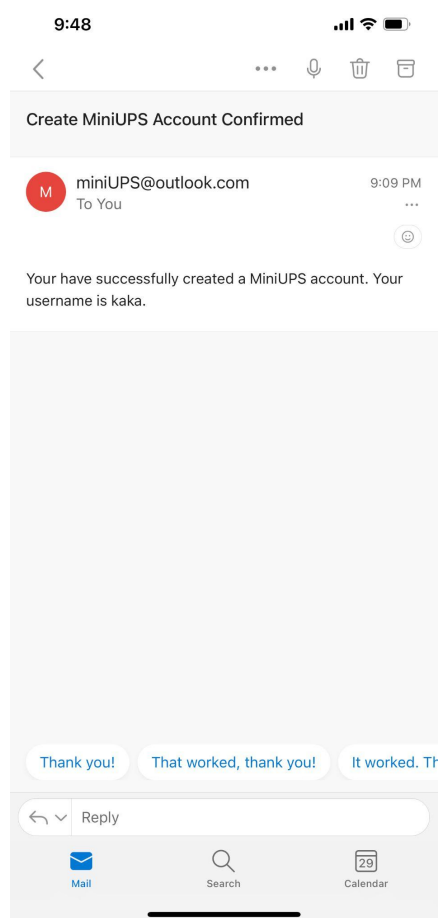 9:48
Create MiniUPS Account Confirmed
M
miniUPS@outlook.com
9:09 PM
To You
Your have successfully created a MiniUPS account. Your
username is kaka.
Thank you!
That worked, thank you!
It worked. Th
Reply
29
Mail
Search
Calendar